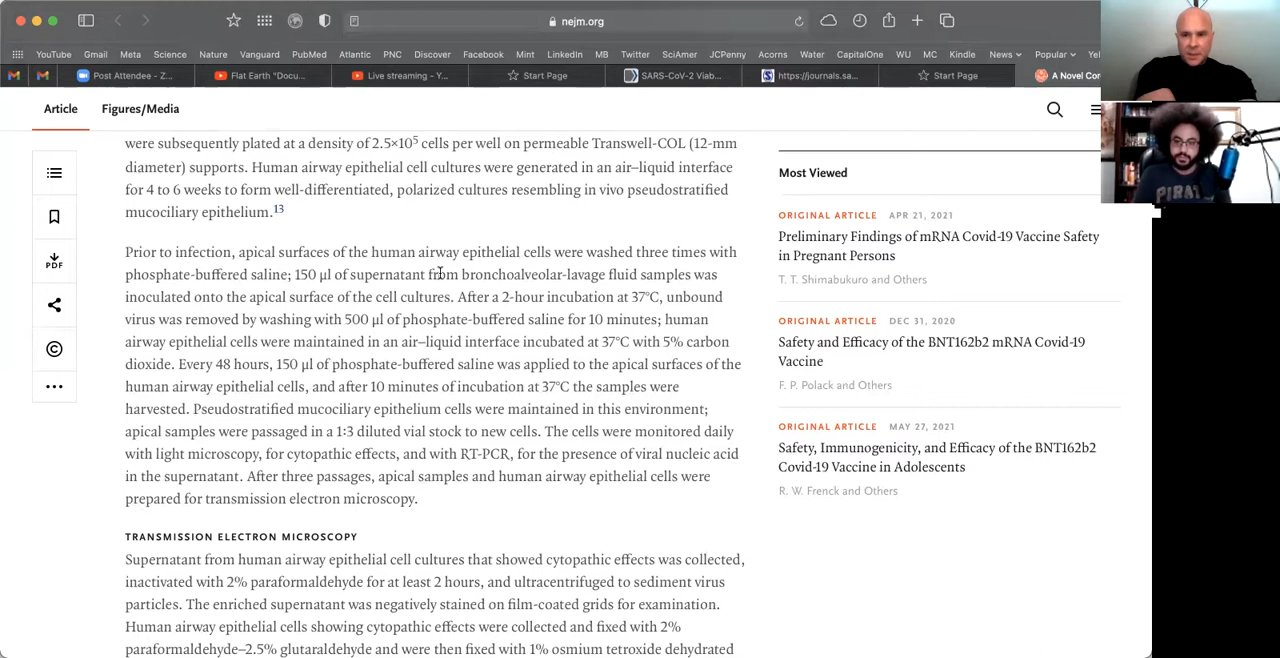 nejm.org
YouTube Gmail Meta Science Nature Vanguard PubMed Atlantic PNC Discover Facebook Mint LinkedIn MB Twitter SciAmer JCPenny Acorns Water CapitalOne WU MC Kindle News Popular Yel
Post Attendee - Z... Flat Earth "Docu... Live streaming - Y... Start Page SARS-CoV-2 Viab... https://journals.sa... Start Page A Novel Cor
Article Figures/Media
were subsequently plated at a density of 2.5×10⁵ cells per well on permeable Transwell-COL (12-mm
diameter) supports. Human airway epithelial cell cultures were generated in an air–liquid interface
for 4 to 6 weeks to form well-differentiated, polarized cultures resembling in vivo pseudostratified
mucociliary epithelium.¹³
Prior to infection, apical surfaces of the human airway epithelial cells were washed three times with
phosphate-buffered saline; 150 μl of supernatant from bronchoalveolar-lavage fluid samples was
inoculated onto the apical surface of the cell cultures. After a 2-hour incubation at 37°C, unbound
virus was removed by washing with 500 μl of phosphate-buffered saline for 10 minutes; human
airway epithelial cells were maintained in an air–liquid interface incubated at 37°C with 5% carbon
dioxide. Every 48 hours, 150 μl of phosphate-buffered saline was applied to the apical surfaces of the
human airway epithelial cells, and after 10 minutes of incubation at 37°C the samples were
harvested. Pseudostratified mucociliary epithelium cells were maintained in this environment;
apical samples were passaged in a 1:3 diluted vial stock to new cells. The cells were monitored daily
with light microscopy, for cytopathic effects, and with RT-PCR, for the presence of viral nucleic acid
in the supernatant. After three passages, apical samples and human airway epithelial cells were
prepared for transmission electron microscopy.
TRANSMISSION ELECTRON MICROSCOPY
Supernatant from human airway epithelial cell cultures that showed cytopathic effects was collected,
inactivated with 2% paraformaldehyde for at least 2 hours, and ultracentrifuged to sediment virus
particles. The enriched supernatant was negatively stained on film-coated grids for examination.
Human airway epithelial cells showing cytopathic effects were collected and fixed with 2%
paraformaldehyde–2.5% glutaraldehyde and were then fixed with 1% osmium tetroxide dehydrated
PDF
Most Viewed
ORIGINAL ARTICLE APR 21, 2021
Preliminary Findings of mRNA Covid-19 Vaccine Safety
in Pregnant Persons
T. T. Shimabukuro and Others
ORIGINAL ARTICLE DEC 31, 2020
Safety and Efficacy of the BNT162b2 mRNA Covid-19
Vaccine
F. P. Polack and Others
ORIGINAL ARTICLE MAY 27, 2021
Safety, Immunogenicity, and Efficacy of the BNT162b2
Covid-19 Vaccine in Adolescents
R. W. Frenck and Others
PIRAT